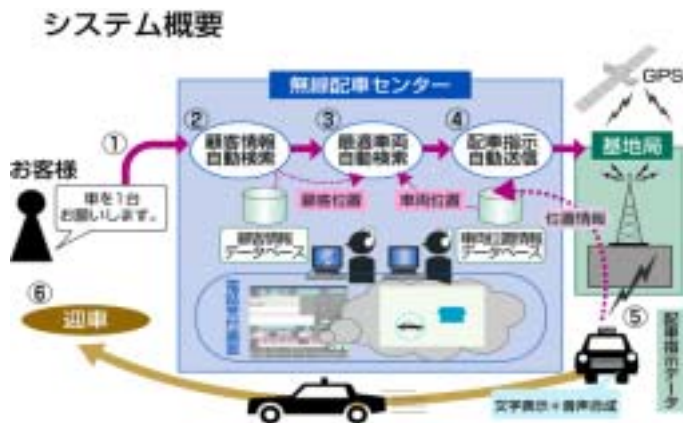 システム概要
GPS
無線配車センター
①
②
③
④
顧客情報
自動検索
最適車両
自動検索
配車指示
自動送信
基地局
お客様
車を1台
お願いします。
顧客位置
車両位置
位置情報
顧客情報
データベース
車両位置情報
データベース
⑥
迎車
⑤
配車指示データ
文字表示+音声合成